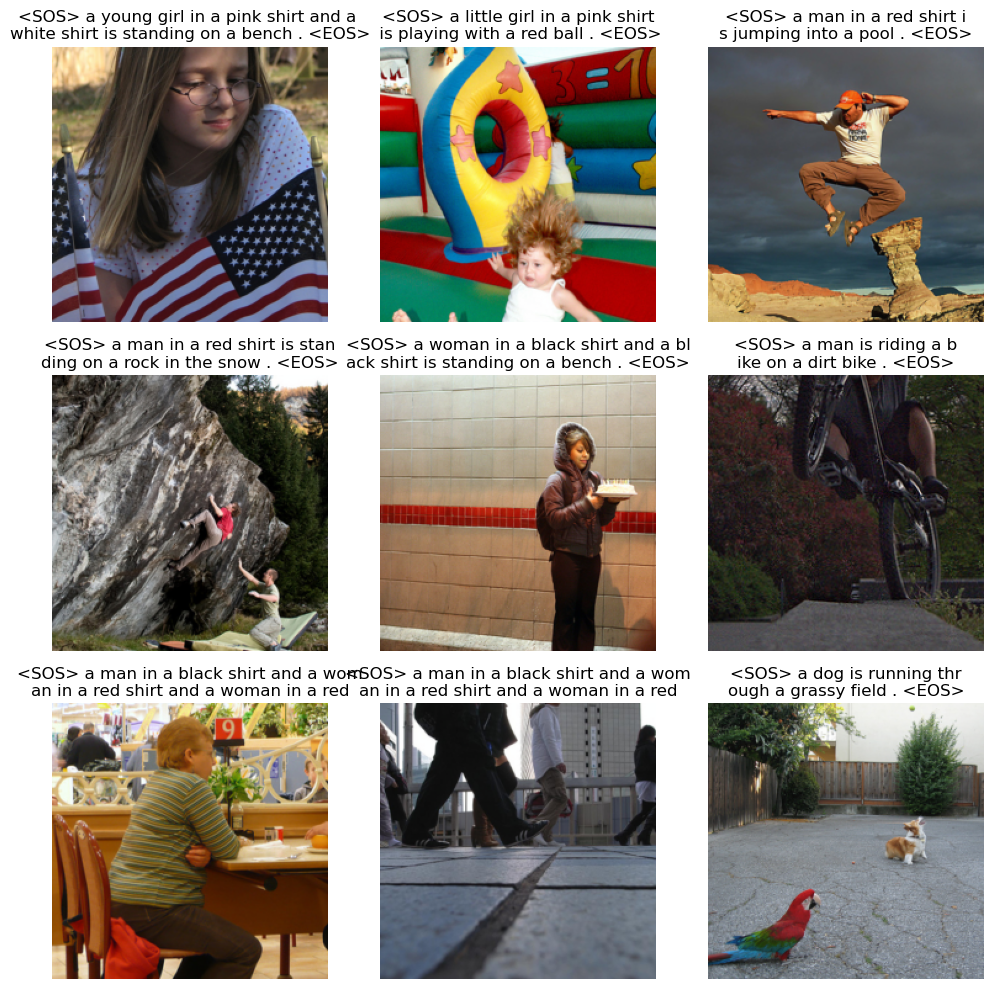 <SOS> a young girl in a pink shirt and a
white shirt is standing on a bench . <EOS>
<SOS> a little girl in a pink shirt
is playing with a red ball . <EOS>
<SOS> a man in a red shirt i
s jumping into a pool . <EOS>
3=1
<SOS> a man in a red shirt is stan
ding on a rock in the snow . <EOS>
<SOS> a woman in a black shirt and a bl
ack shirt is standing on a bench . <EOS>
<SOS> a man is riding a b
ike on a dirt bike . <EOS>
<SOS> a man in a black shirt and a wom
an in a red shirt and a woman in a red
<SOS> a man in a black shirt and a wom
an in a red shirt and a woman in a red
<SOS> a dog is running thr
ough a grassy field . <EOS>
9